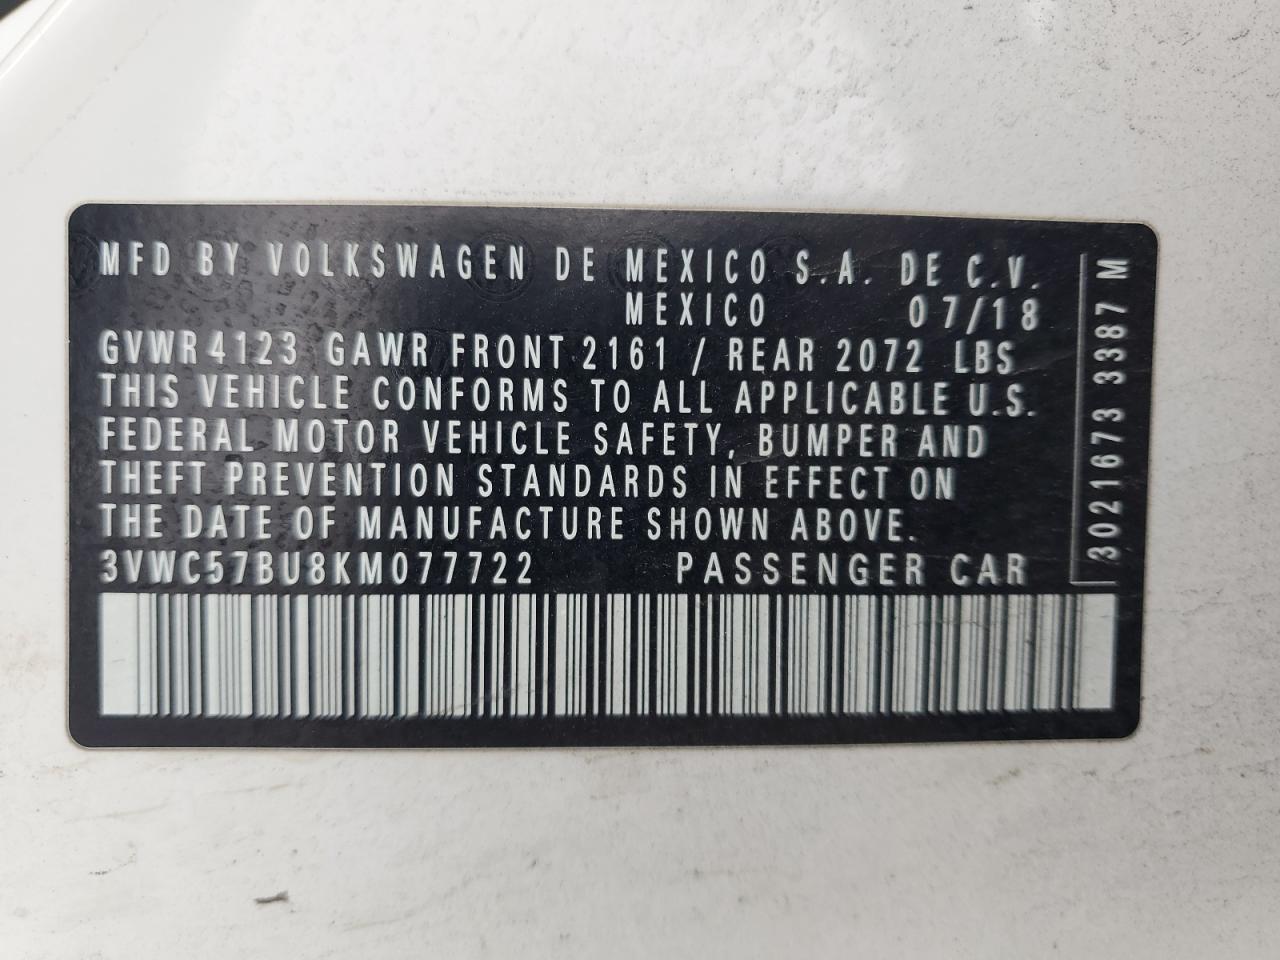 MFD BY VOLKSWAGEN DE MEXICO S.A. DE C.V.
MEXICO 07/18
GVWR 4123 GAWR FRONT 2161 / REAR 2072 LBS
THIS VEHICLE CONFORMS TO ALL APPLICABLE U.S.
FEDERAL MOTOR VEHICLE SAFETY, BUMPER AND
THEFT PREVENTION STANDARDS IN EFFECT ON
THE DATE OF MANUFACTURE SHOWN ABOVE.
3VWC57BU8KM077722 PASSENGER CAR
3021673 3387 M